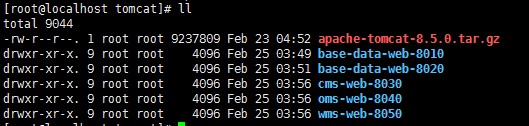 [root@localhost tomcat]# ll
total 9044
-rw-r--r--. 1 root root 9237809 Feb 23 04:52 apache-tomcat-8.5.0.tar.gz
drwxr-xr-x. 9 root root    4096 Feb 25 03:49 base-data-web-8010
drwxr-xr-x. 9 root root    4096 Feb 25 03:51 base-data-web-8020
drwxr-xr-x. 9 root root    4096 Feb 25 03:56 cms-web-8030
drwxr-xr-x. 9 root root    4096 Feb 25 03:56 oms-web-8040
drwxr-xr-x. 9 root root    4096 Feb 25 03:56 wms-web-8050